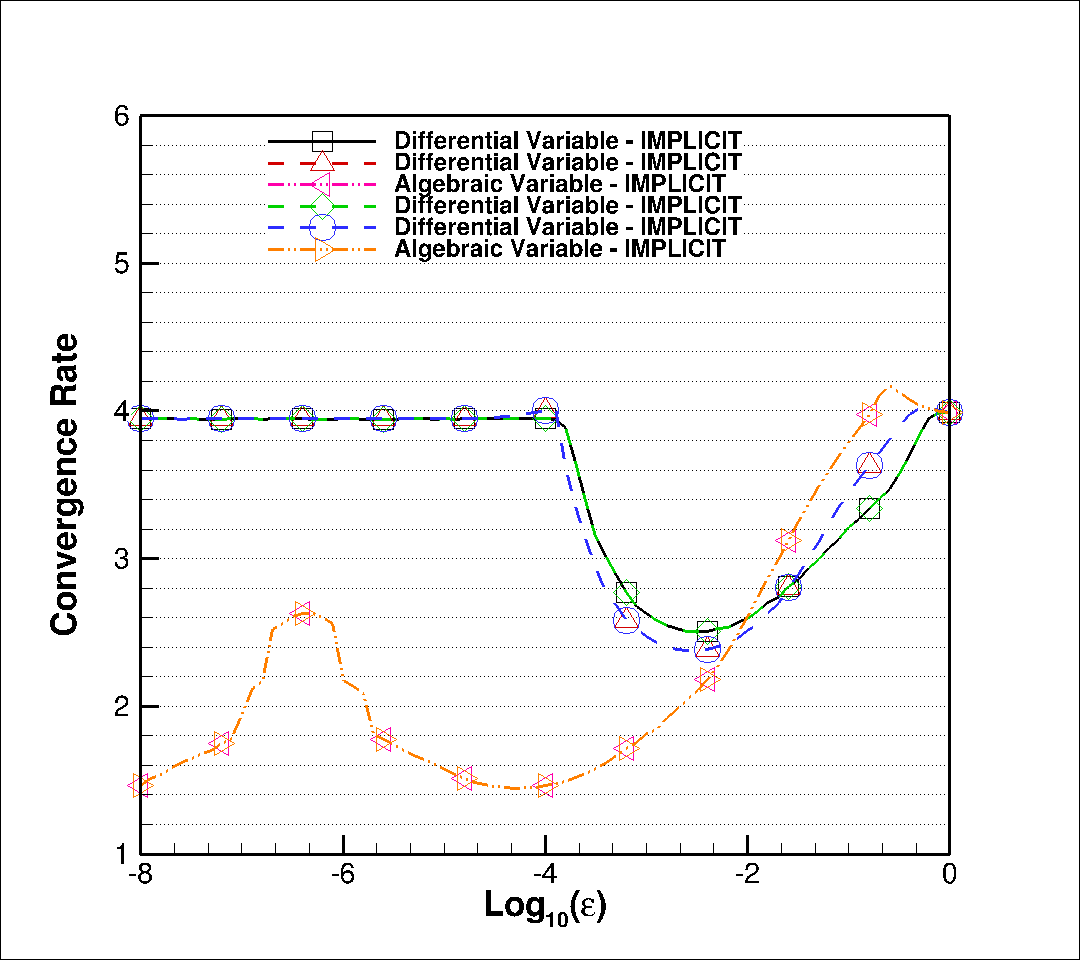 6
Differential Variable - IMPLICIT
Differential Variable - IMPLICIT
Algebraic Variable - IMPLICIT
Differential Variable - IMPLICIT
Differential Variable - IMPLICIT
Algebraic Variable - IMPLICIT
5
4
3
2
1
Convergence Rate
-8 -6 -4 -2 0
Log10(ε)